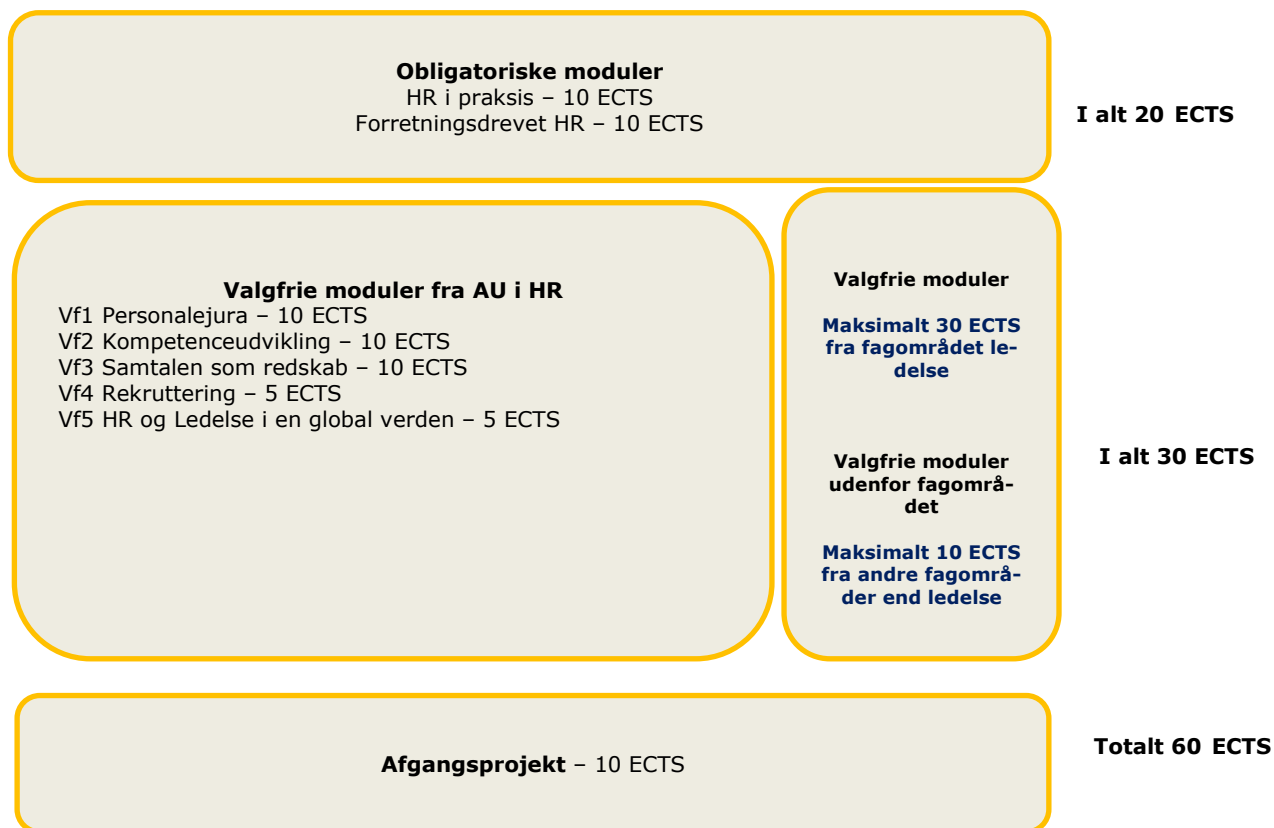 Obligatoriske moduler
HR i praksis – 10 ECTS
Forretningsdrevet HR – 10 ECTS
I alt 20 ECTS
Valgfrie moduler fra AU i HR
Vf1 Personalejura – 10 ECTS
Vf2 Kompetenceudvikling – 10 ECTS
Vf3 Samtalen som redskab – 10 ECTS
Vf4 Rekruttering – 5 ECTS
Vf5 HR og Ledelse i en global verden – 5 ECTS
Valgfrie moduler
Maksimalt 30 ECTS
fra fagområdet le-
delse
Valgfrie moduler
udenfor fagområ-
det
Maksimalt 10 ECTS
fra andre fagområ-
der end ledelse
I alt 30 ECTS
Afgangsprojekt – 10 ECTS
Totalt 60 ECTS